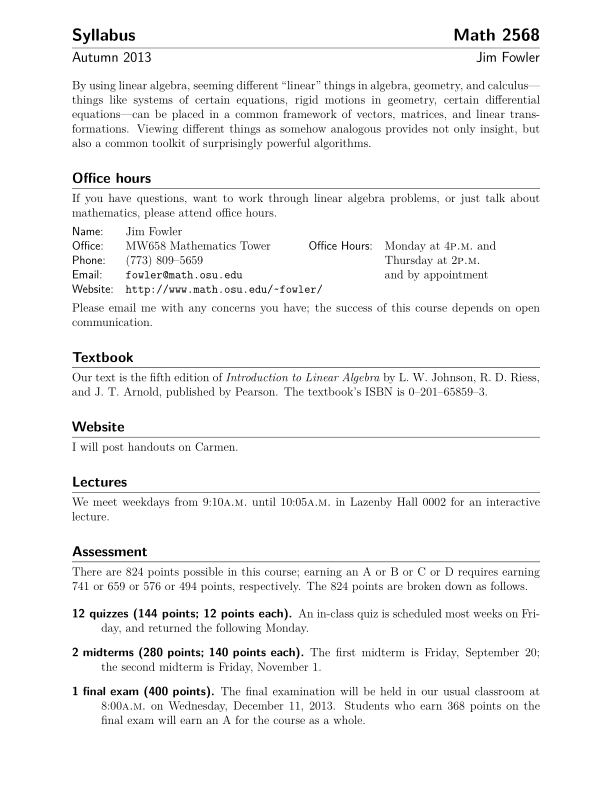 Syllabus Math 2568
Autumn 2013 Jim Fowler
By using linear algebra, seeming different “linear” things in algebra, geometry, and calculus—
things like systems of certain equations, rigid motions in geometry, certain differential
equations—can be placed in a common framework of vectors, matrices, and linear trans-
formations. Viewing different things as somehow analogous provides not only insight, but
also a common toolkit of surprisingly powerful algorithms.
Office hours
If you have questions, want to work through linear algebra problems, or just talk about
mathematics, please attend office hours.
Name: Jim Fowler
Office: MW658 Mathematics Tower Office Hours: Monday at 4P.M. and
Phone: (773) 809–5659 Thursday at 2P.M.
Email: fowler@math.osu.edu and by appointment
Website: http://www.math.osu.edu/~fowler/
Please email me with any concerns you have; the success of this course depends on open
communication.
Textbook
Our text is the fifth edition of Introduction to Linear Algebra by L. W. Johnson, R. D. Riess,
and J. T. Arnold, published by Pearson. The textbook’s ISBN is 0–201–65859–3.
Website
I will post handouts on Carmen.
Lectures
We meet weekdays from 9:10A.M. until 10:05A.M. in Lazenby Hall 0002 for an interactive
lecture.
Assessment
There are 824 points possible in this course; earning an A or B or C or D requires earning
741 or 659 or 576 or 494 points, respectively. The 824 points are broken down as follows.
12 quizzes (144 points; 12 points each). An in-class quiz is scheduled most weeks on Fri-
day, and returned the following Monday.
2 midterms (280 points; 140 points each). The first midterm is Friday, September 20;
the second midterm is Friday, November 1.
1 final exam (400 points). The final examination will be held in our usual classroom at
8:00A.M. on Wednesday, December 11, 2013. Students who earn 368 points on the
final exam will earn an A for the course as a whole.